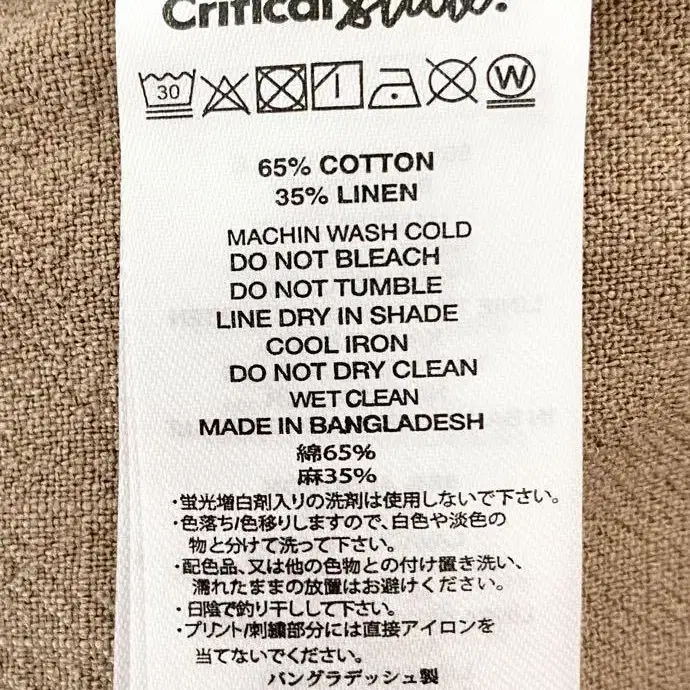 Critical Slide.
30
W
65% COTTON
35% LINEN
MACHIN WASH COLD
DO NOT BLEACH
DO NOT TUMBLE
LINE DRY IN SHADE
COOL IRON
DO NOT DRY CLEAN
WET CLEAN
MADE IN BANGLADESH
綿65%
麻35%
・蛍光増白剤入りの洗剤は使用しないで下さい。
・色落ち/色移りしますので、白色や淡色の
物と分けて洗って下さい。
・配色品、又は他の色物との付け置き洗い、
濡れたままの放置はお避けください。
・日陰で釣り干しして下さい。
・プリント/刺繍部分には直接アイロンを
当てないでください。
バングラデッシュ製